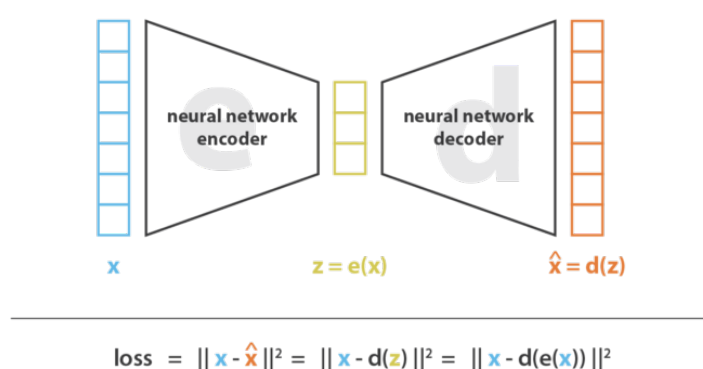 e
d
neural network
encoder
neural network
decoder
x
z = e(x)
x̂ = d(z)
loss = || x - x̂ ||² = || x - d(z) ||² = || x - d(e(x)) ||²